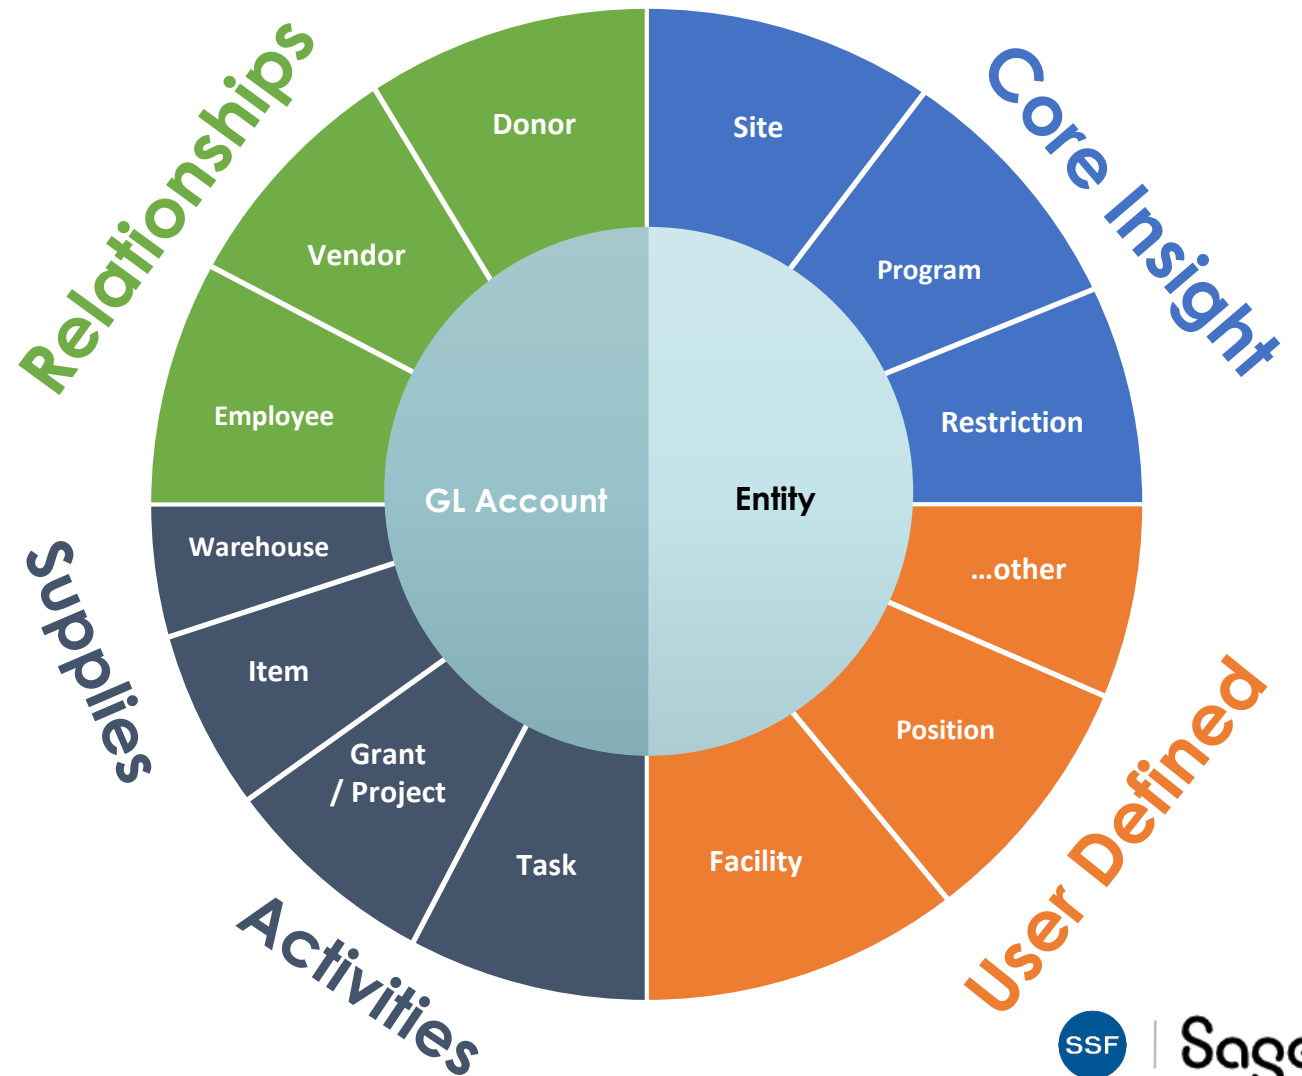 Relationships
Donor
Vendor
Employee
Core Insight
Site
Program
Restriction
GL Account
Entity
Supplies
Warehouse
Item
Activities
Grant
/ Project
Task
User Defined
...other
Position
Facility
SSF
Sage